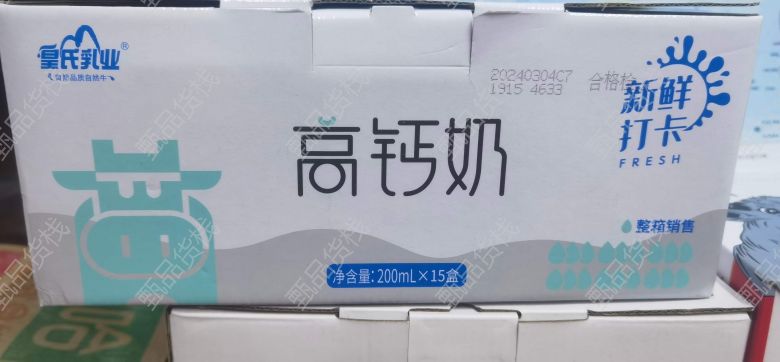 皇氏乳业®
20240304C7 合格
1915 4633
新鲜
打卡
FRESH
高钙奶
整箱销售
净含量:200mL×15盒
甄品货栈